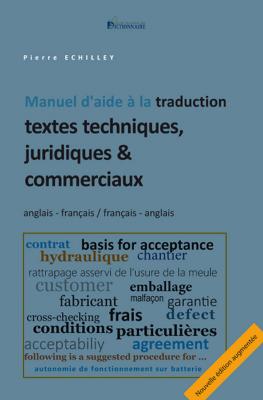 DICTIONNAIRE
Pierre ECHILLEY
Manuel d'aide à la traduction
textes techniques,
juridiques &
commerciaux
anglais - français / français - anglais
contrat basis for acceptance
hydraulique chantier
rattrapage asservi de l'usure de la meule
customer emballage
fabricant malfaçon garantie
cross-checking frais defect
conditions particulières
acceptabiliy agreement
following is a suggested procedure for ...
autonomie de fonctionnement sur batterie
Nouvelle édition augmentée